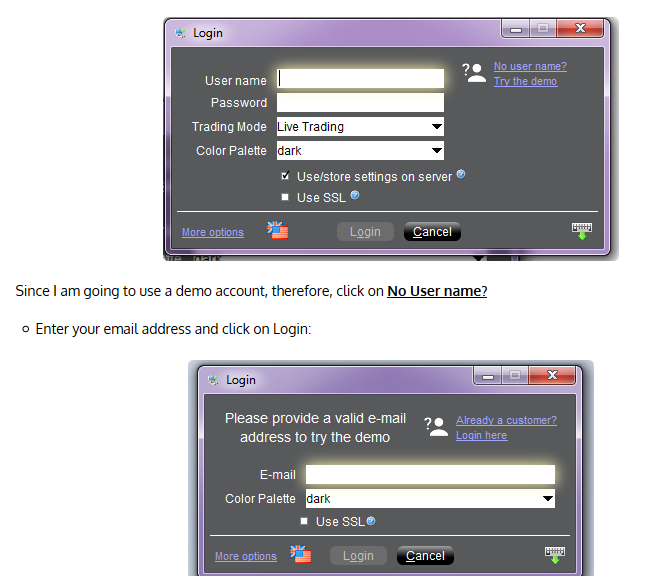 Login
No user name?
Try the demo
User name
Password
Trading Mode Live Trading
Color Palette dark
Use/store settings on server ?
Use SSL ?
More options Login Cancel
Since I am going to use a demo account, therefore, click on No User name?
Enter your email address and click on Login:
Login
Please provide a valid e-mail
address to try the demo
Already a customer?
Login here
E-mail
Color Palette dark
Use SSL ?
More options Login Cancel